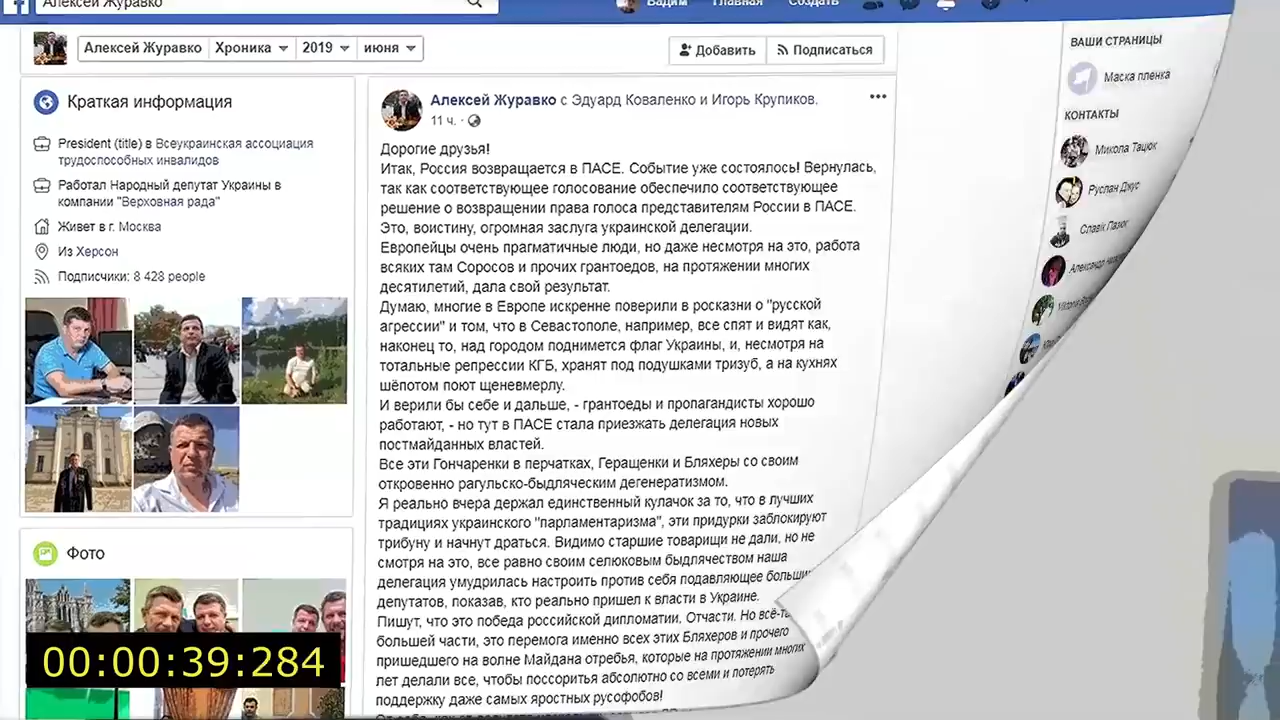 Алексей Журавко
Вадим Главная Создать
Алексей Журавко Хроника 2019 июня
Добавить Подписаться
Краткая информация
President (title) в Всеукраинская ассоциация
трудоспособных инвалидов
Работал Народный депутат Украины в
компании "Верховная рада"
Живет в г. Москва
Из Херсон
Подписчики: 8 428 people
Фото
00:00:39:284
Алексей Журавко с Эдуард Коваленко и Игорь Крупиков.
11 ч.
Дорогие друзья!
Итак, Россия возвращается в ПАСЕ. Событие уже состоялось! Вернулась,
так как соответствующее голосование обеспечило соответствующее
решение о возвращении права голоса представителям России в ПАСЕ.
Это, воистину, огромная заслуга украинской делегации.
Европейцы очень прагматичные люди, но даже несмотря на это, работа
всяких там Соросов и прочих грантоедов, на протяжении многих
десятилетий, дала свой результат.
Думаю, многие в Европе искренне поверили в росказни о "русской
агрессии" и том, что в Севастополе, например, все спят и видят как,
наконец то, над городом поднимется флаг Украины, и, несмотря на
тотальные репрессии КГБ, хранят под подушками тризуб, а на кухнях
шёпотом поют щеневмерлу.
И верили бы себе и дальше, - грантоеды и пропагандисты хорошо
работают, - но тут в ПАСЕ стала приезжать делегация новых
постмайданных властей.
Все эти Гончаренки в перчатках, Геращенки и Бляхеры со своим
откровенно рагульско-быдляческим дегенератизмом.
Я реально вчера держал единственный кулачок за то, что в лучших
традициях украинского "парламентаризма", эти придурки заблокируют
трибуну и начнут драться. Видимо старшие товарищи не дали, но не
смотря на это, все равно своим селюковым быдлячеством наша
делегация умудрилась настроить против себя подавляющее больши
депутатов, показав, кто реально пришел к власти в Украине.
Пишут, что это победа российской дипломатии. Отчасти. Но всё-та
большей части, это перемога именно всех этих Бляхеров и прочего
пришедшего на волне Майдана отребья, которые на протяжении многих
лет делали все, чтобы поссорится абсолютно со всеми и потерять
поддержку даже самых яростных русофобов!
ВАШИ СТРАНИЦЫ
Маска пленка
КОНТАКТЫ
Микола Тацюк
Руслан Джус
Славік Пазюк
Александр